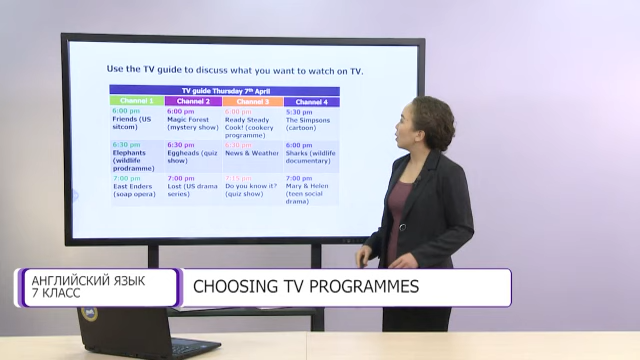 Use the TV guide to discuss what you want to watch on TV.
TV guide Thursday 7th April
Channel 1 Channel 2 Channel 3 Channel 4
6:00 pm
Friends (US
sitcom)
6:00 pm
Magic Forest
(mystery show)
6:00 pm
Ready Steady
Cook! (cookery
programme)
5:30 pm
The Simpsons
(cartoon)
6:30 pm
Elephants
(wildlife
prodramme)
6:30 pm
Eggheads (quiz
show)
6:30 pm
News & Weather
6:00 pm
Sharks (wildlife
documentary)
7:00 pm
East Enders
(soap opera)
7:00 pm
Lost (US drama
series)
7:15 pm
Do you know it?
(quiz show)
7:00 pm
Mary & Helen
(teen social
drama)
АНГЛИЙСКИЙ ЯЗЫК
7 КЛАСС
CHOOSING TV PROGRAMMES